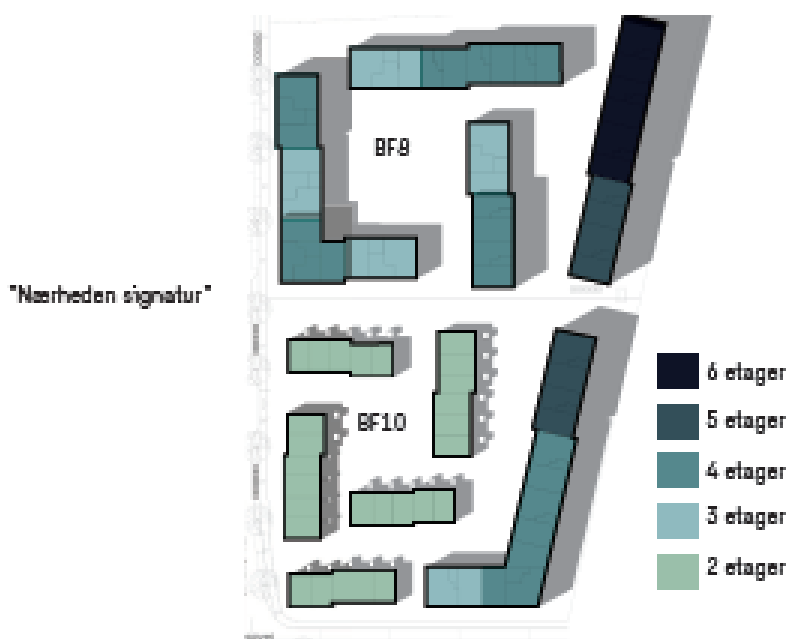 BF8
"Nærheden signatur"
BF10
6 etager
5 etager
4 etager
3 etager
2 etager